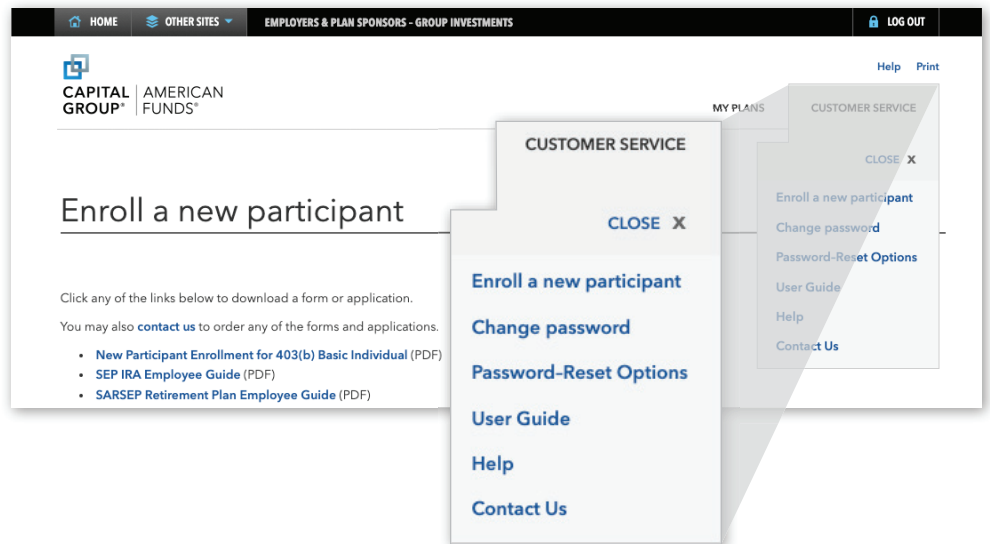 HOME
OTHER SITES
EMPLOYERS & PLAN SPONSORS – GROUP INVESTMENTS
LOG OUT
CAPITAL GROUP®
AMERICAN FUNDS®
Help Print
MY PLANS
CUSTOMER SERVICE
CLOSE X
Enroll a new participant
Change password
Password-Reset Options
User Guide
Help
Contact Us
Enroll a new participant
Click any of the links below to download a form or application.
You may also contact us to order any of the forms and applications.
• New Participant Enrollment for 403(b) Basic Individual (PDF)
• SEP IRA Employee Guide (PDF)
• SARSEP Retirement Plan Employee Guide (PDF)
CUSTOMER SERVICE
CLOSE X
Enroll a new participant
Change password
Password–Reset Options
User Guide
Help
Contact Us